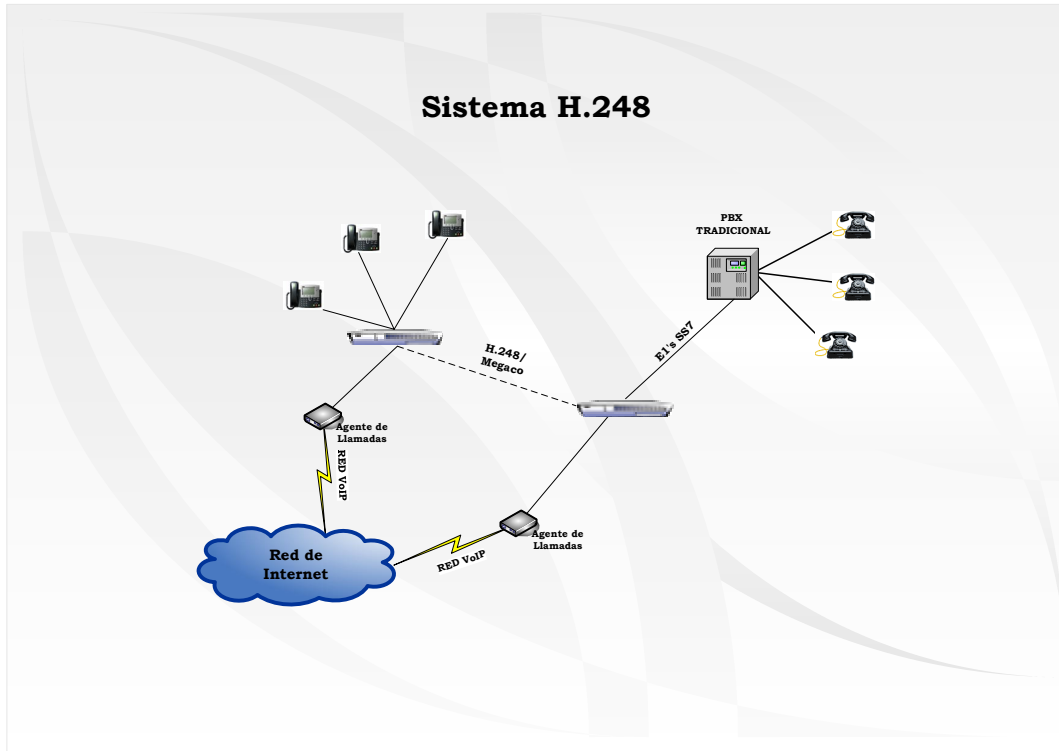 Sistema H.248
PBX
TRADICIONAL
H.248/
Megaco
E1's SS7
Agente de
Llamadas
RED VoIP
Agente de
Llamadas
RED VoIP
Red de
Internet